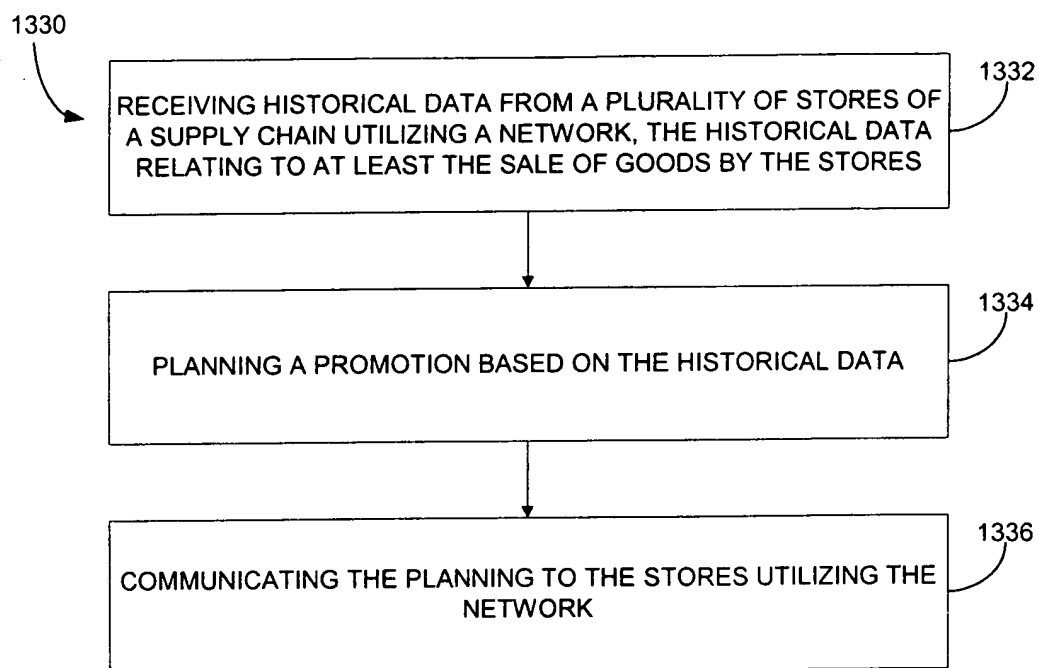 1330
1332
RECEIVING HISTORICAL DATA FROM A PLURALITY OF STORES OF
A SUPPLY CHAIN UTILIZING A NETWORK, THE HISTORICAL DATA
RELATING TO AT LEAST THE SALE OF GOODS BY THE STORES
1334
PLANNING A PROMOTION BASED ON THE HISTORICAL DATA
1336
COMMUNICATING THE PLANNING TO THE STORES UTILIZING THE
NETWORK